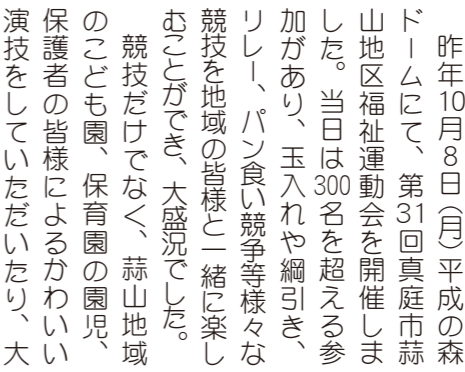 昨年10月８日（月）平成の森
ドームにて、第31回真庭市蒜
山地区福祉運動会を開催しま
した。当日は300名を超える参
加があり、玉入れや綱引き、
リレー、パン食い競争等様々な
競技を地域の皆様と一緒に楽し
むことができ、大盛況でした。
　競技だけでなく、蒜山地域
のこども園、保育園の園児、
保護者の皆様によるかわいい
演技をしていただいたり、大